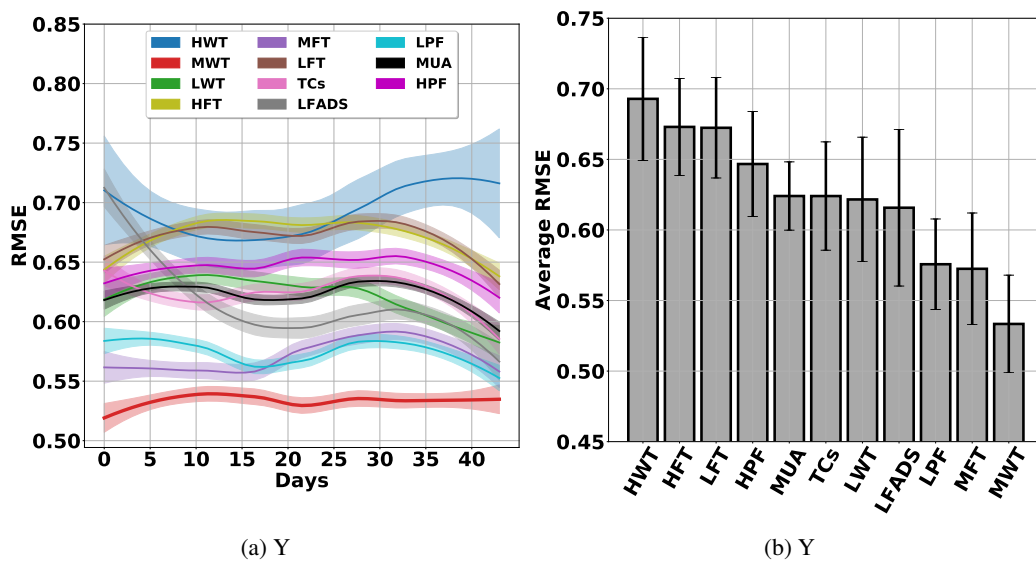 0.85
0.80
0.75
0.70
0.65
0.60
0.55
0.50
RMSE
HWT
MWT
LWT
HFT
MFT
LFT
TCs
LFADS
LPF
MUA
HPF
0 5 10 15 20 25 30 35 40
Days
(a) Y
0.75
0.70
0.65
0.60
0.55
0.50
0.45
Average RMSE
HWT HFT LFT HPF MUA TCs LWT LFADS LPF MFT MWT
(b) Y